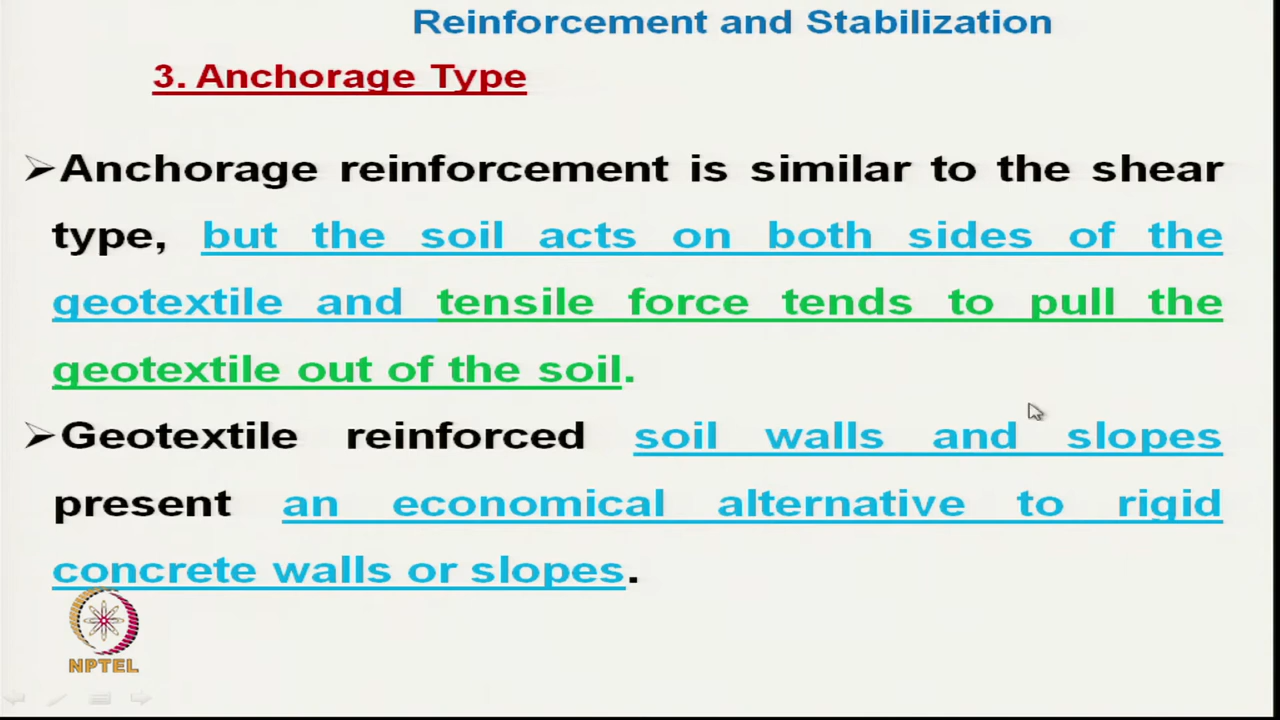 Reinforcement and Stabilization
3. Anchorage Type
➢Anchorage reinforcement is similar to the shear
type, but the soil acts on both sides of the
geotextile and tensile force tends to pull the
geotextile out of the soil.
➢Geotextile reinforced soil walls and slopes
present an economical alternative to rigid
concrete walls or slopes.
NPTEL